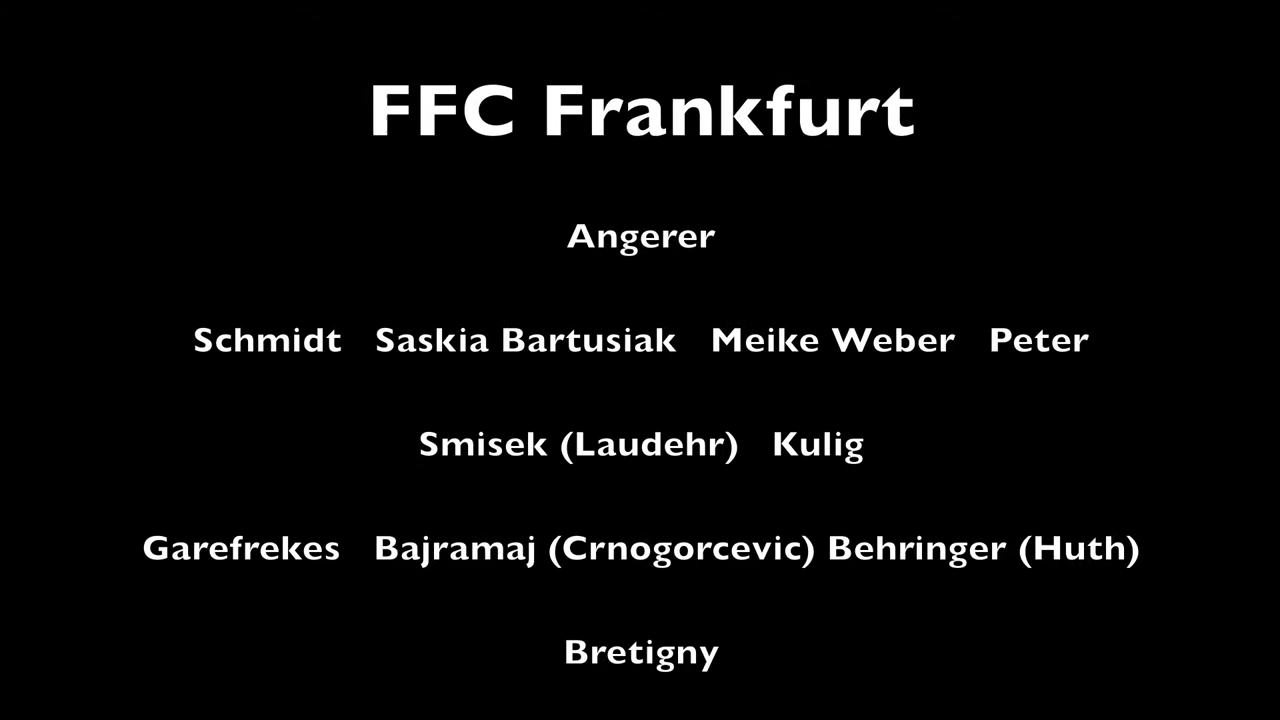 FFC Frankfurt
Angerer
Schmidt Saskia Bartusiak Meike Weber Peter
Smisek (Laudehr) Kulig
Garefrekes Bajramaj (Crnogorcevic) Behringer (Huth)
Bretigny